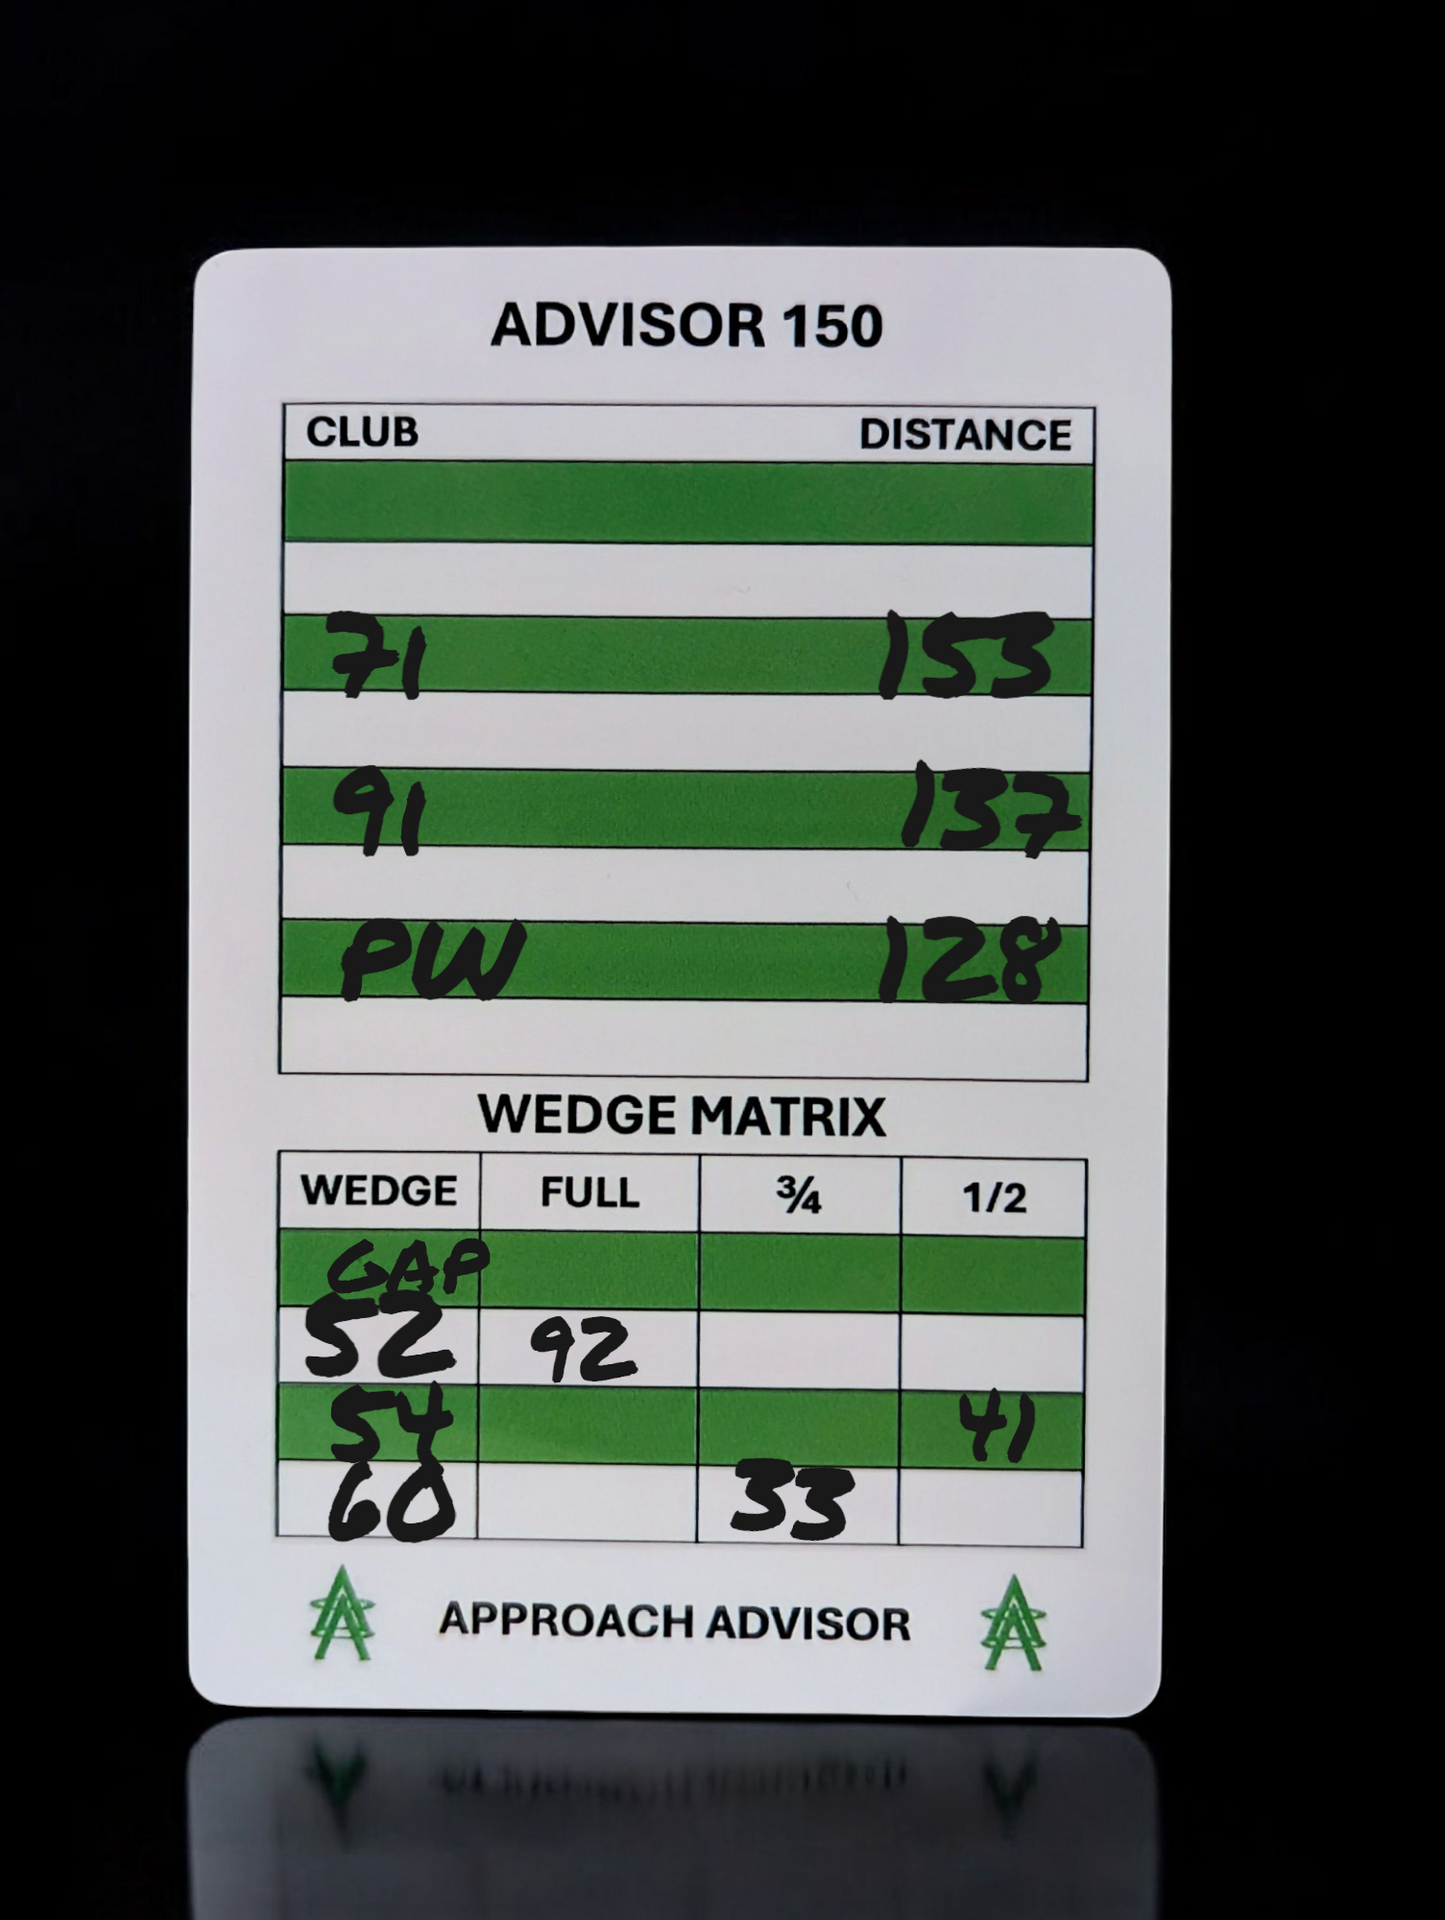 ADVISOR 150
CLUB DISTANCE
7I 153
9I 137
PW 128
WEDGE MATRIX
WEDGE FULL ¾ 1/2
GAP
52 92
54 41
60 33
APPROACH ADVISOR